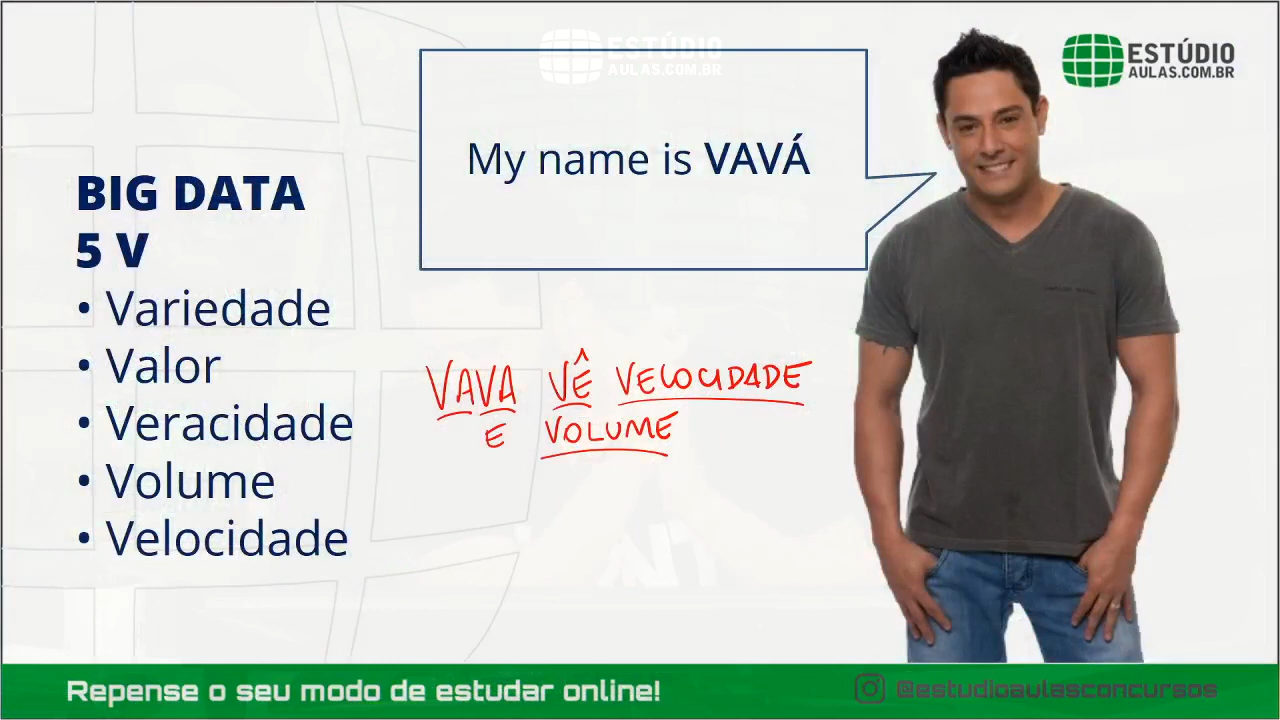 ESTÚDIO
AULAS.COM.BR
ESTÚDIO
AULAS.COM.BR
My name is VAVÁ
BIG DATA
5 V
• Variedade
• Valor
• Veracidade
• Volume
• Velocidade
VAVA VÊ VELOCIDADE
E VOLUME
Repense o seu modo de estudar online!
@estudioaulasconcursos